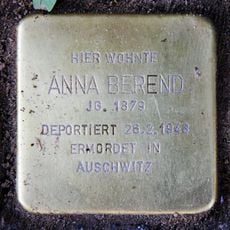 HIER WOHNTE
ANNA BEREND
JG. 1879
DEPORTIERT 26.2.1943
ERMORDET IN
AUSCHWITZ